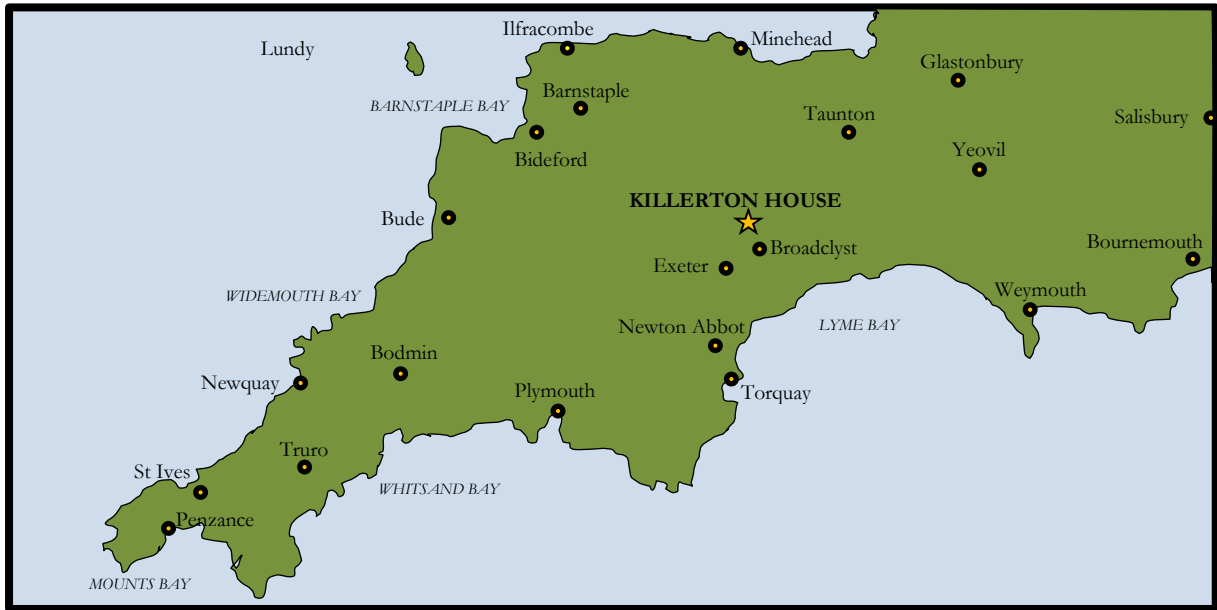 Ilfracombe
Minehead
Lundy
Glastonbury
Barnstaple
BARNSTAPLE BAY
Taunton
Salisbury
Bideford
Yeovil
KILLERTON HOUSE
Bude
Broadclyst
Bournemouth
Exeter
Weymouth
WIDEMOUTH BAY
LYME BAY
Newton Abbot
Bodmin
Newquay
Plymouth
Torquay
Truro
St Ives
WHITSAND BAY
Penzance
MOUNTS BAY